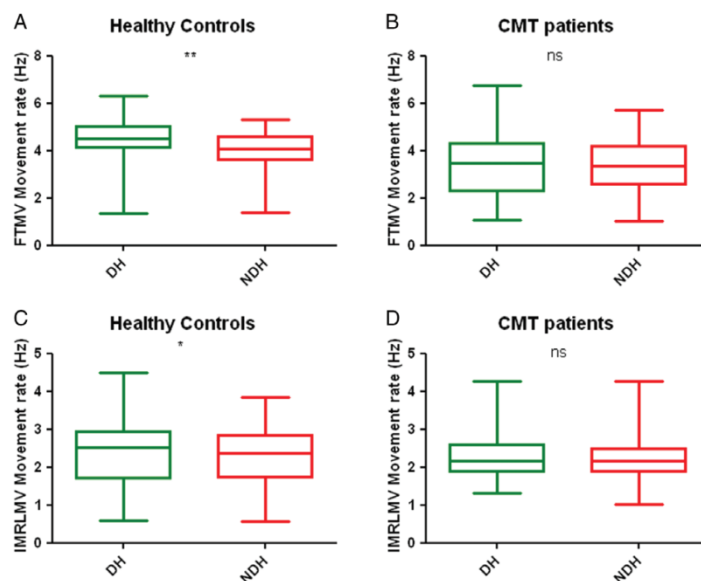 A
Healthy Controls
**
FTMV Movement rate (Hz)
8
6
4
2
0
DH
NDH
B
CMT patients
ns
FTMV Movement rate (Hz)
8
6
4
2
0
DH
NDH
C
Healthy Controls
*
IMRLMV Movement rate (Hz)
5
4
3
2
1
0
DH
NDH
D
CMT patients
ns
IMRLMV Movement rate (Hz)
5
4
3
2
1
0
DH
NDH